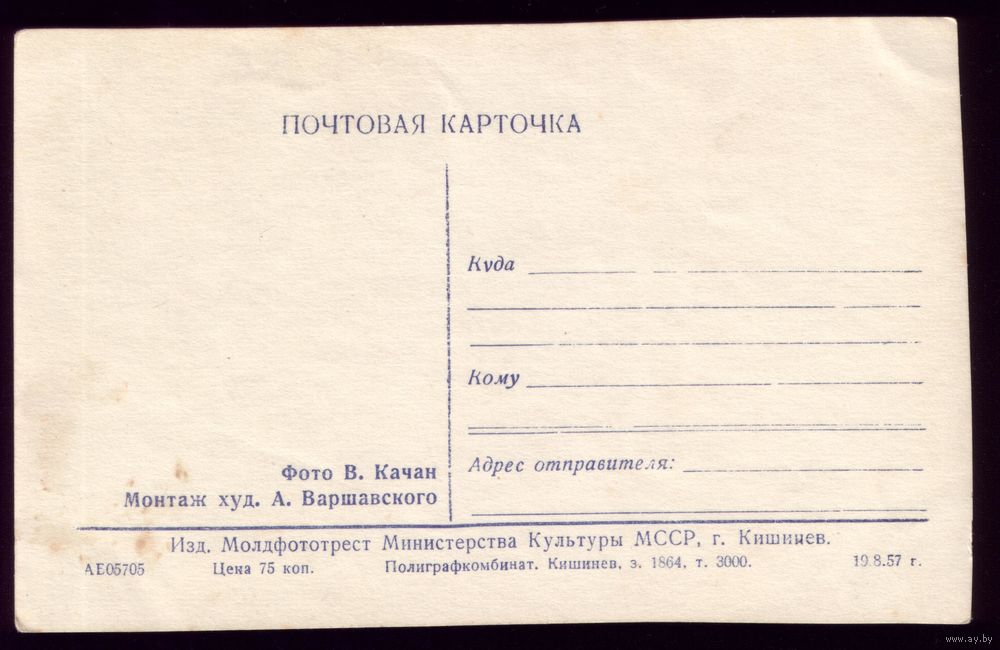 ПОЧТОВАЯ КАРТОЧКА
Куда
Кому
Адрес отправителя:
Фото В. Качан
Монтаж худ. А. Варшавского
Изд. Молдфототрест Министерства Культуры МССР, г. Кишинев.
АЕ05705 Цена 75 коп. Полиграфкомбинат. Кишинев, з. 1864, т. 3000. 19.8.57 г.
www.ay.by